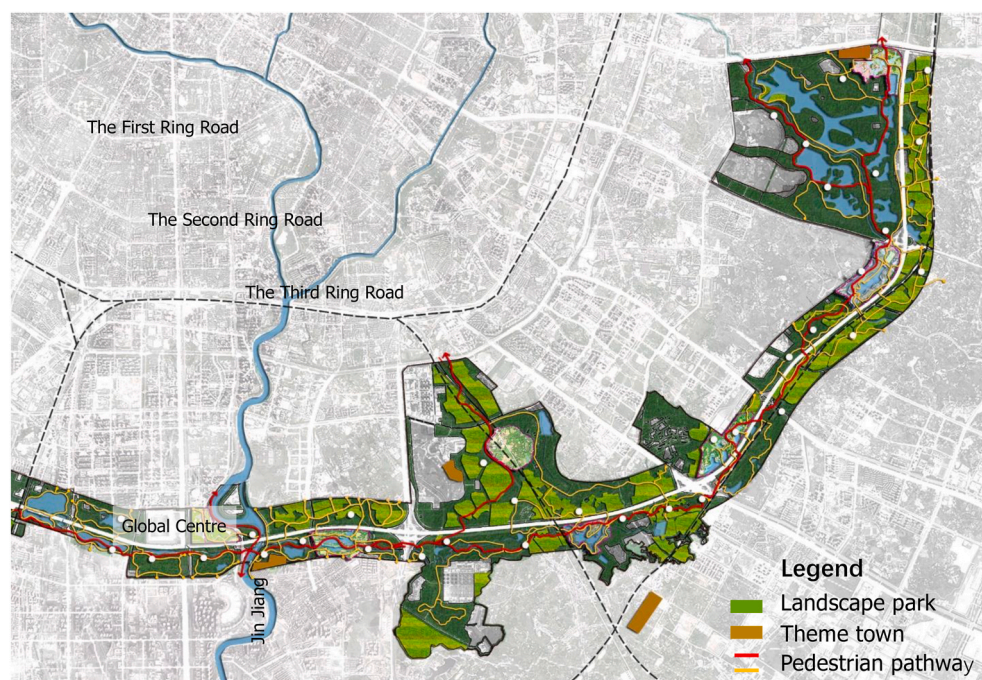 The First Ring Road
The Second Ring Road
The Third Ring Road
Global Centre
Jin Jiang
Legend
Landscape park
Theme town
Pedestrian pathway